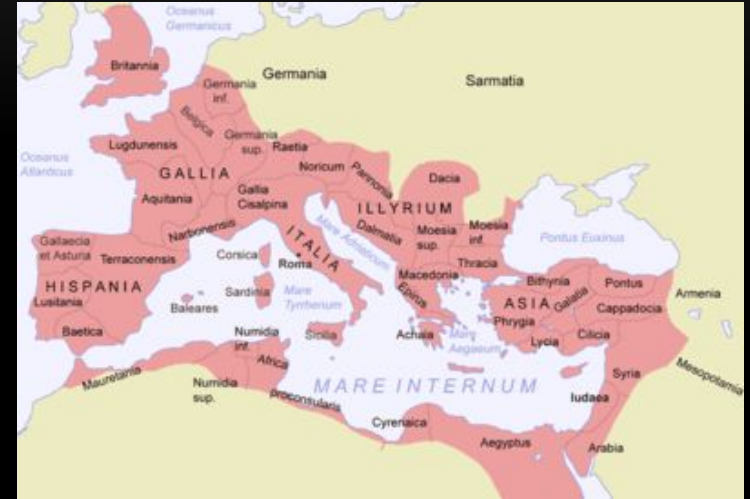 Oceanus
Germanicus
Britannia
Germania
Sarmatia
Germania
inf.
Belgica
Germania
sup.
Lugdunensis
Raetia
Oceanus
Atlanticus
GALLIA
Noricum
Pannonia
Dacia
Aquitania
Gallia
Cisalpina
ILLYRIUM
Narbonensis
Mare Adriaticum
Dalmatia
Moesia
sup.
Moesia
inf.
Pontus Euxinus
Gallaecia
et Asturia
Terraconensis
ITALIA
Corsica
Roma
Thracia
Macedonia
HISPANIA
Lusitania
Sardinia
Mare
Tyrrhenum
Epirus
Bithynia
Pontus
Armenia
ASIA
Galatia
Cappadocia
Baleares
Phrygia
Baetica
Numidia
inf.
Sicilia
Achaia
Mare
Aegaeum
Lycia
Cilicia
Africa
proconsularis
Mauretania
Numidia
sup.
MARE INTERNUM
Syria
Mesopotamia
Iudaea
Cyrenaica
Aegyptus
Arabia